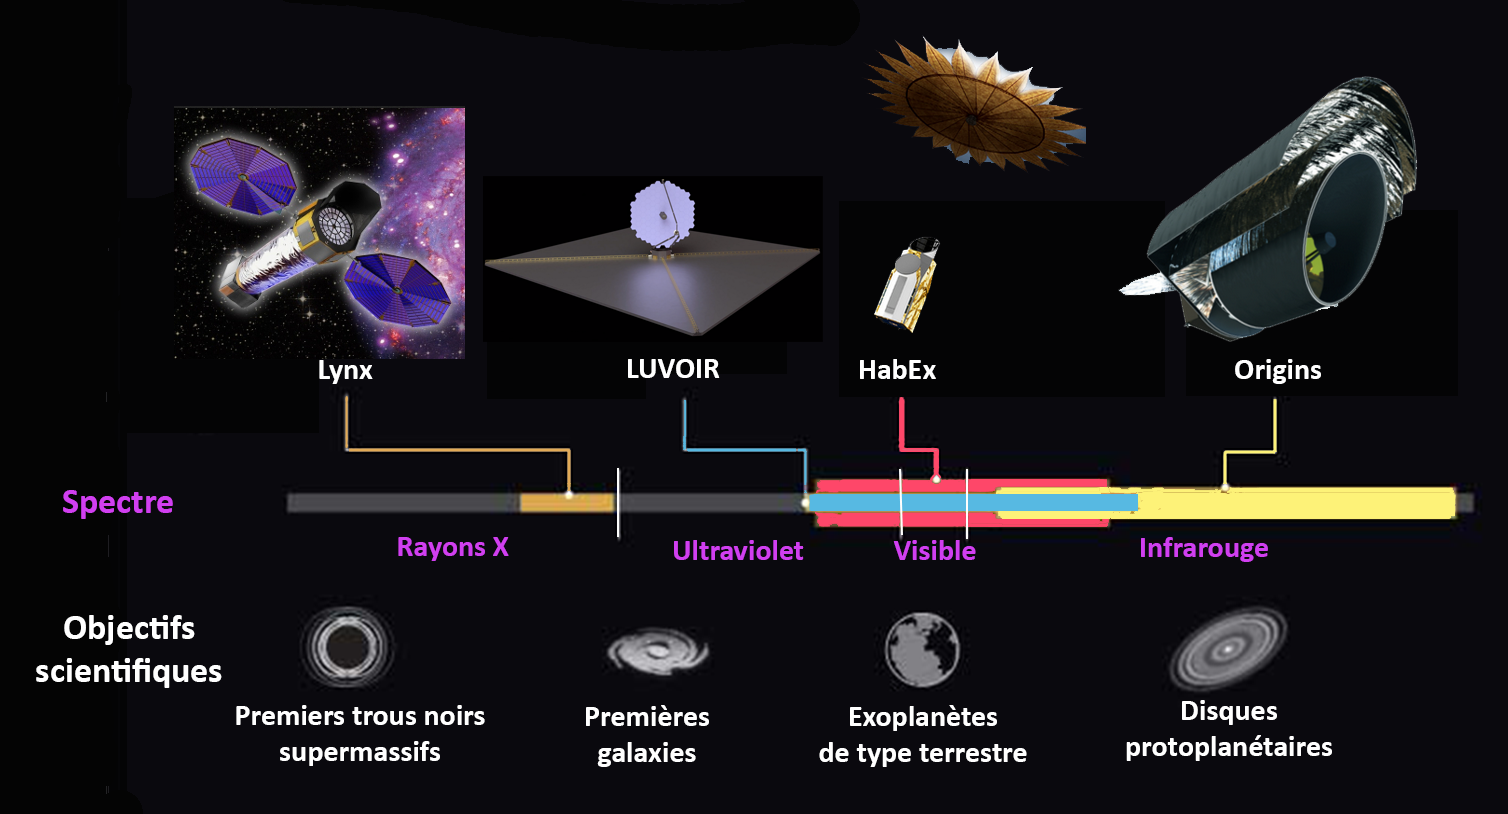 Lynx
LUVOIR
HabEx
Origins
Spectre
Rayons X
Ultraviolet
Visible
Infrarouge
Objectifs
scientifiques
Premiers trous noirs
supermassifs
Premières
galaxies
Exoplanètes
de type terrestre
Disques
protoplanétaires